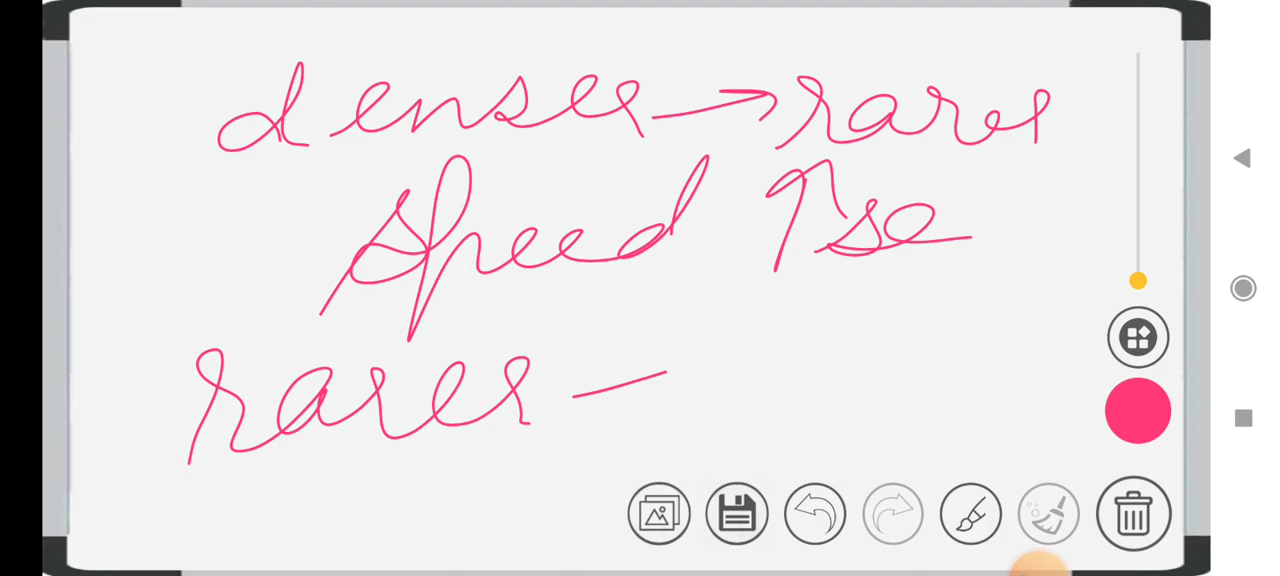 denser → rarer
speed ↑se
rarer —